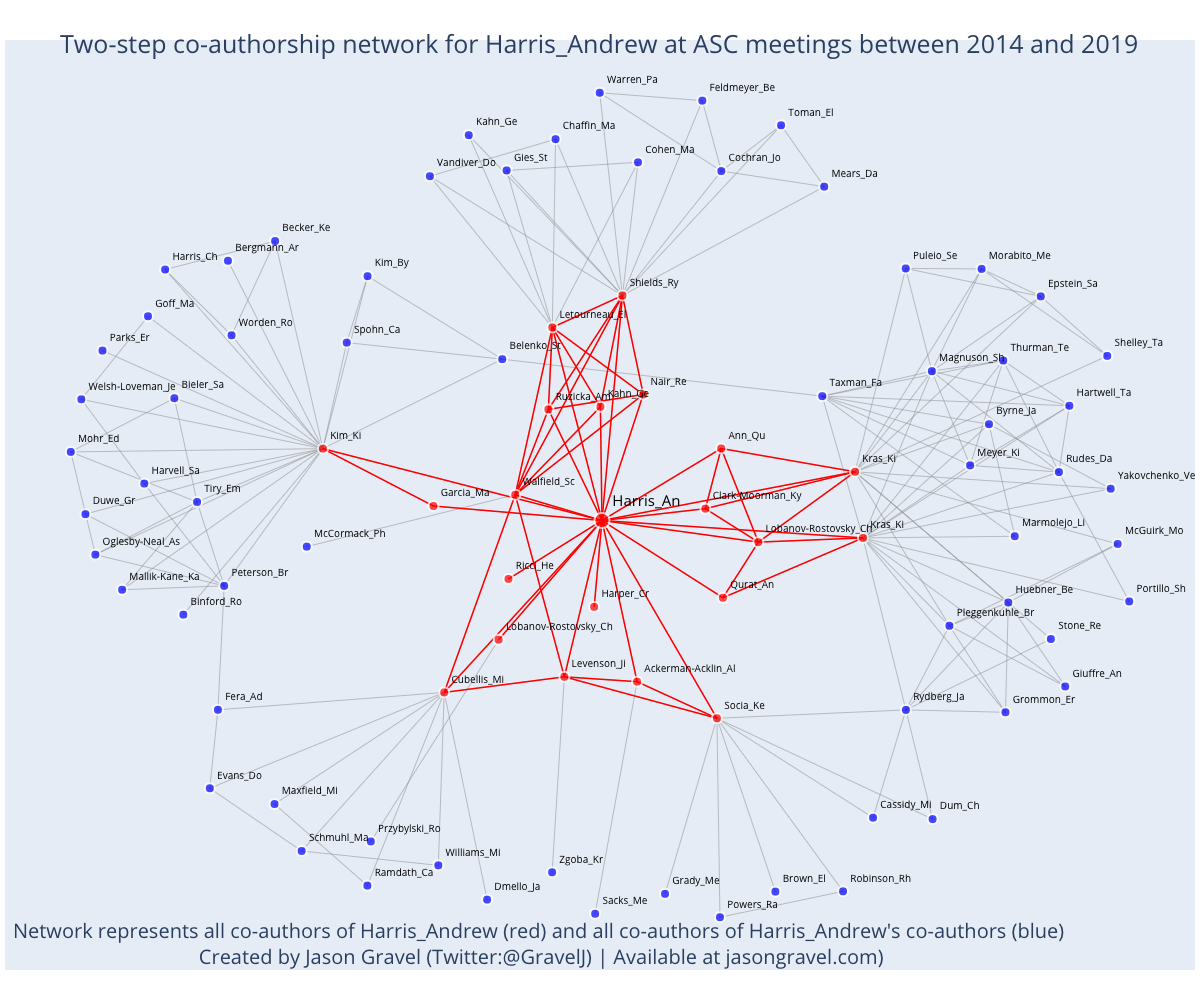 Two-step co-authorship network for Harris_Andrew at ASC meetings between 2014 and 2019
Warren_Pa
Feldmeyer_Be
Toman_El
Kahn_Ge
Chaffin_Ma
Cohen_Ma
Cochran_Jo
Vandiver_Do
Gies_St
Mears_Da
Becker_Ke
Bergmann_Ar
Harris_Ch
Kim_By
Puleio_Se
Morabito_Me
Shields_Ry
Epstein_Sa
Goff_Ma
Letourneau_El
Worden_Ro
Spohn_Ca
Parks_Er
Belenko_St
Magnuson_Sh
Thurman_Te
Shelley_Ta
Welsh-Loveman_Je
Bieler_Sa
Nair_Re
Taxman_Fa
Hartwell_Ta
Ruzicka_Am
Kahn_Ge
Byrne_Ja
Mohr_Ed
Kim_Ki
Ann_Qu
Kras_Ki
Meyer_Ki
Rudes_Da
Harvell_Sa
Yakovchenko_Ve
Tiry_Em
Garcia_Ma
Walfield_Sc
Harris_An
Clark-Moorman_Ky
Duwe_Gr
Kras_Ki
Marmolejo_Li
Lobanov-Rostovsky_Ch
McCormack_Ph
McGuirk_Mo
Oglesby-Neal_As
Mallik-Kane_Ka
Peterson_Br
Ricci_He
Qurat_An
Huebner_Be
Portillo_Sh
Binford_Ro
Harper_Cr
Pleggenkuhle_Br
Stone_Re
Lobanov-Rostovsky_Ch
Levenson_Ji
Ackerman-Acklin_Al
Giuffre_An
Cubellis_Mi
Fera_Ad
Socia_Ke
Rydberg_Ja
Grommon_Er
Evans_Do
Maxfield_Mi
Cassidy_Mi
Dum_Ch
Schmuhl_Ma
Przybylski_Ro
Williams_Mi
Ramdath_Ca
Zgoba_Kr
Dmello_Ja
Grady_Me
Brown_El
Robinson_Rh
Sacks_Me
Powers_Ra
Network represents all co-authors of Harris_Andrew (red) and all co-authors of Harris_Andrew's co-authors (blue)
Created by Jason Gravel (Twitter:@GravelJ) | Available at jasongravel.com)